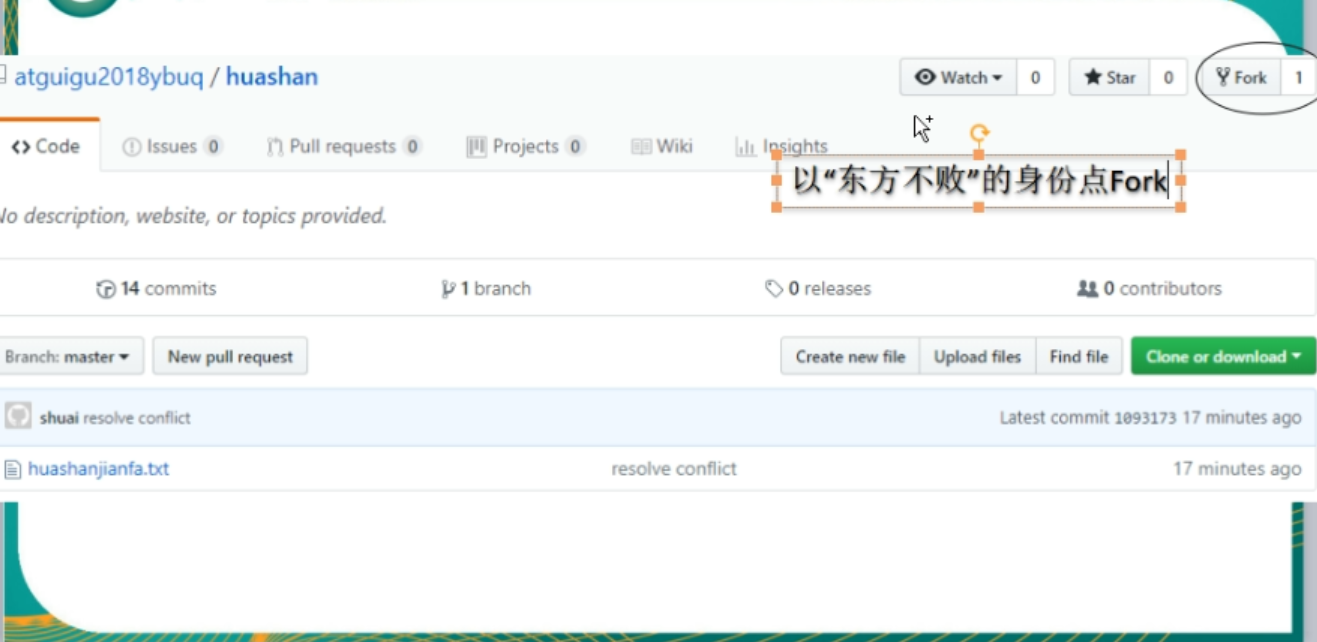 atguigu2018ybuq / huashan
Watch 0 Star 0 Fork 1
Code Issues 0 Pull requests 0 Projects 0 Wiki Insights
以“东方不败”的身份点Fork
No description, website, or topics provided.
14 commits 1 branch 0 releases 0 contributors
Branch: master New pull request Create new file Upload files Find file Clone or download
shuai resolve conflict Latest commit 1093173 17 minutes ago
huashanjianfa.txt resolve conflict 17 minutes ago